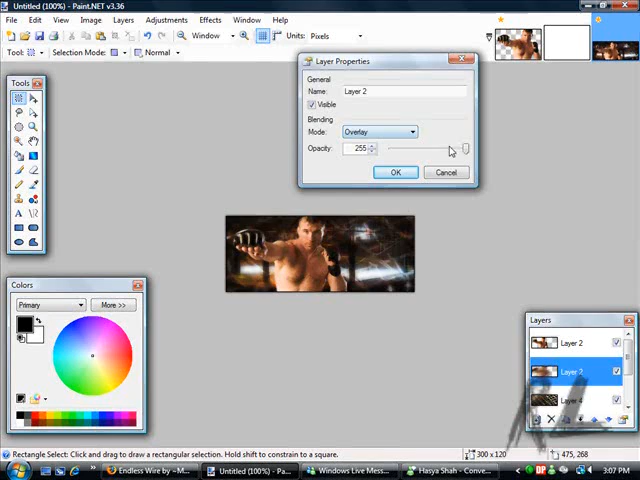 Untitled (100%) - Paint.NET v3.36
File Edit View Image Layers Adjustments Effects Utilities Window Help
Window Units: Pixels
Tool: Selection Mode: Normal
Tools
Layer Properties
General
Name: Layer 2
Visible
Blending
Mode: Overlay
Opacity: 255
OK Cancel
Colors
Primary More >>
Layers
Layer 2
Layer 2
Layer 4
Rectangle Select: Click and drag to draw a rectangular selection. Hold shift to constrain to a square. 300 x 120 475, 268
Endless Wire by ~M... Untitled (100%) - Pa... Windows Live Mess... Hasya Shah - Conve... 3:07 PM